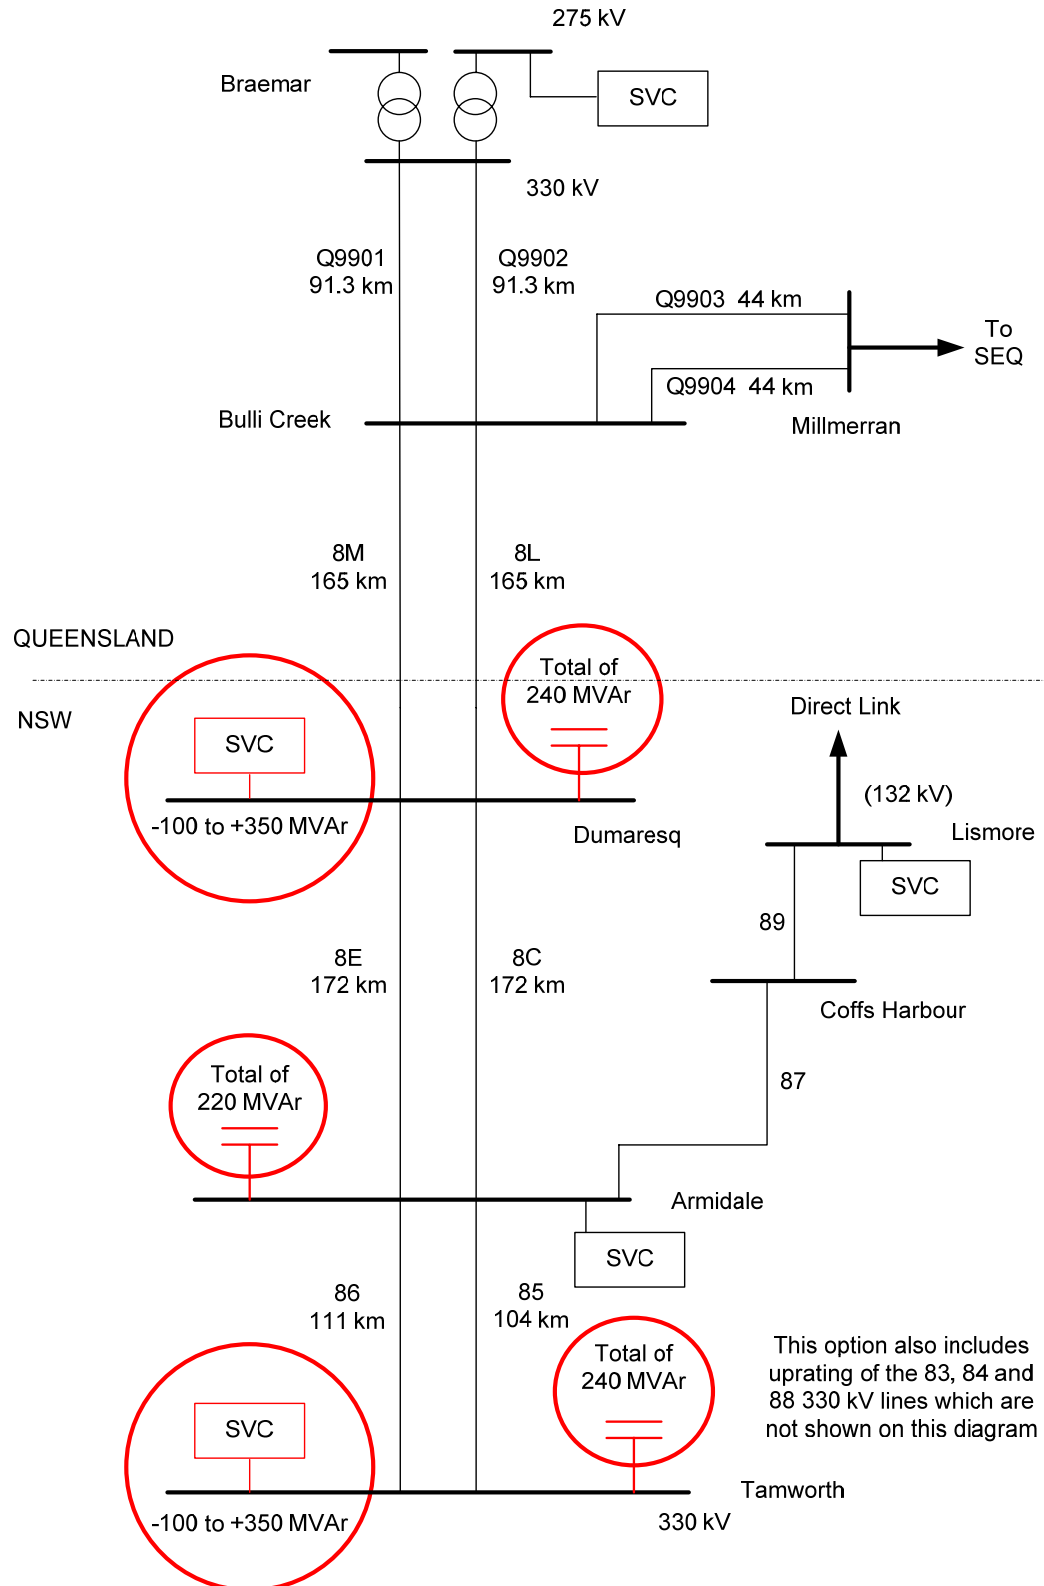 275 kV
Braemar
SVC
330 kV
Q9901
91.3 km
Q9902
91.3 km
Q9903  44 km
To
SEQ
Q9904  44 km
Bulli Creek
Millmerran
8M
165 km
8L
165 km
QUEENSLAND
Total of
240 MVAr
NSW
Direct Link
SVC
(132 kV)
-100 to +350 MVAr
Dumaresq
Lismore
SVC
89
8E
172 km
8C
172 km
Coffs Harbour
Total of
220 MVAr
87
Armidale
SVC
86
111 km
85
104 km
Total of
240 MVAr
This option also includes
uprating of the 83, 84 and
88 330 kV lines which are
not shown on this diagram
SVC
Tamworth
-100 to +350 MVAr
330 kV